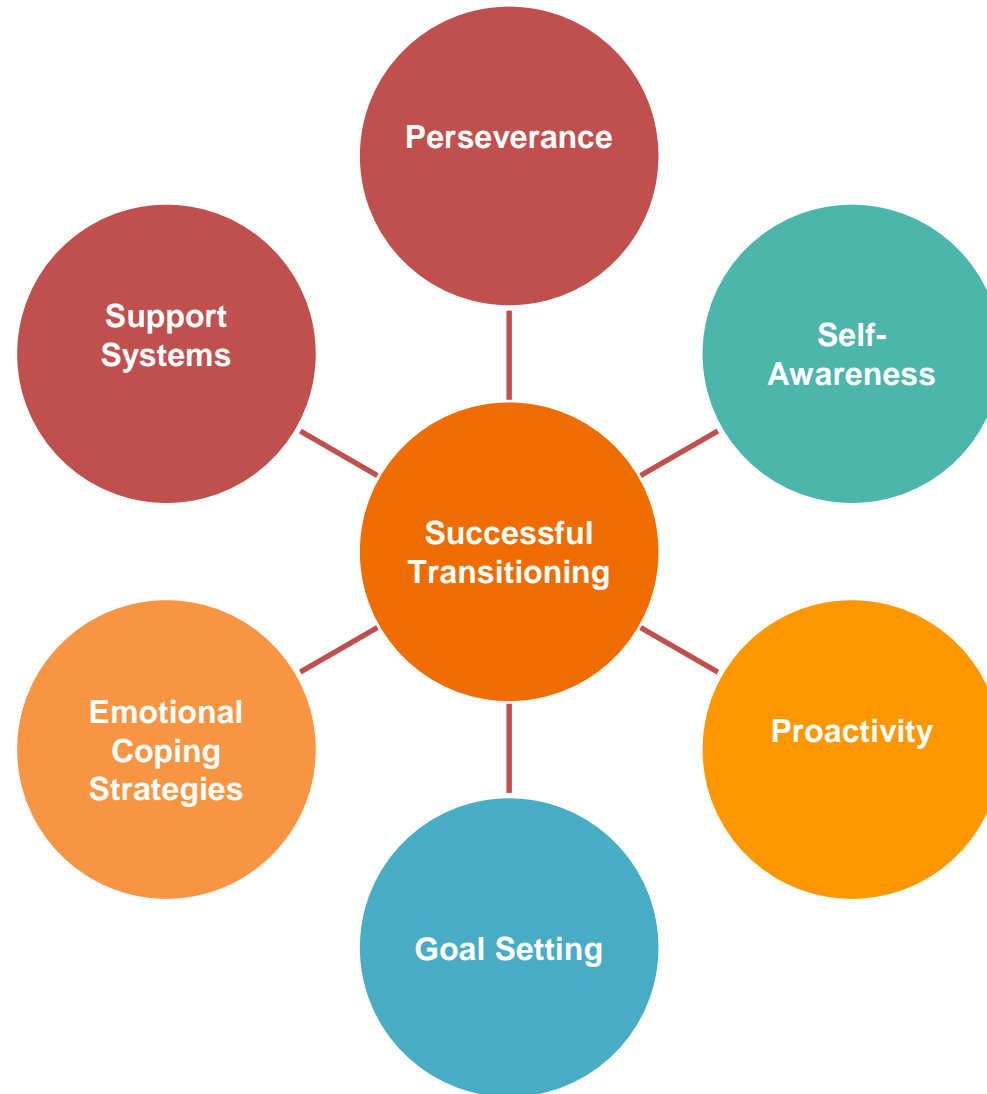 Perseverance
Self-
Awareness
Proactivity
Goal Setting
Emotional
Coping
Strategies
Support
Systems
Successful
Transitioning